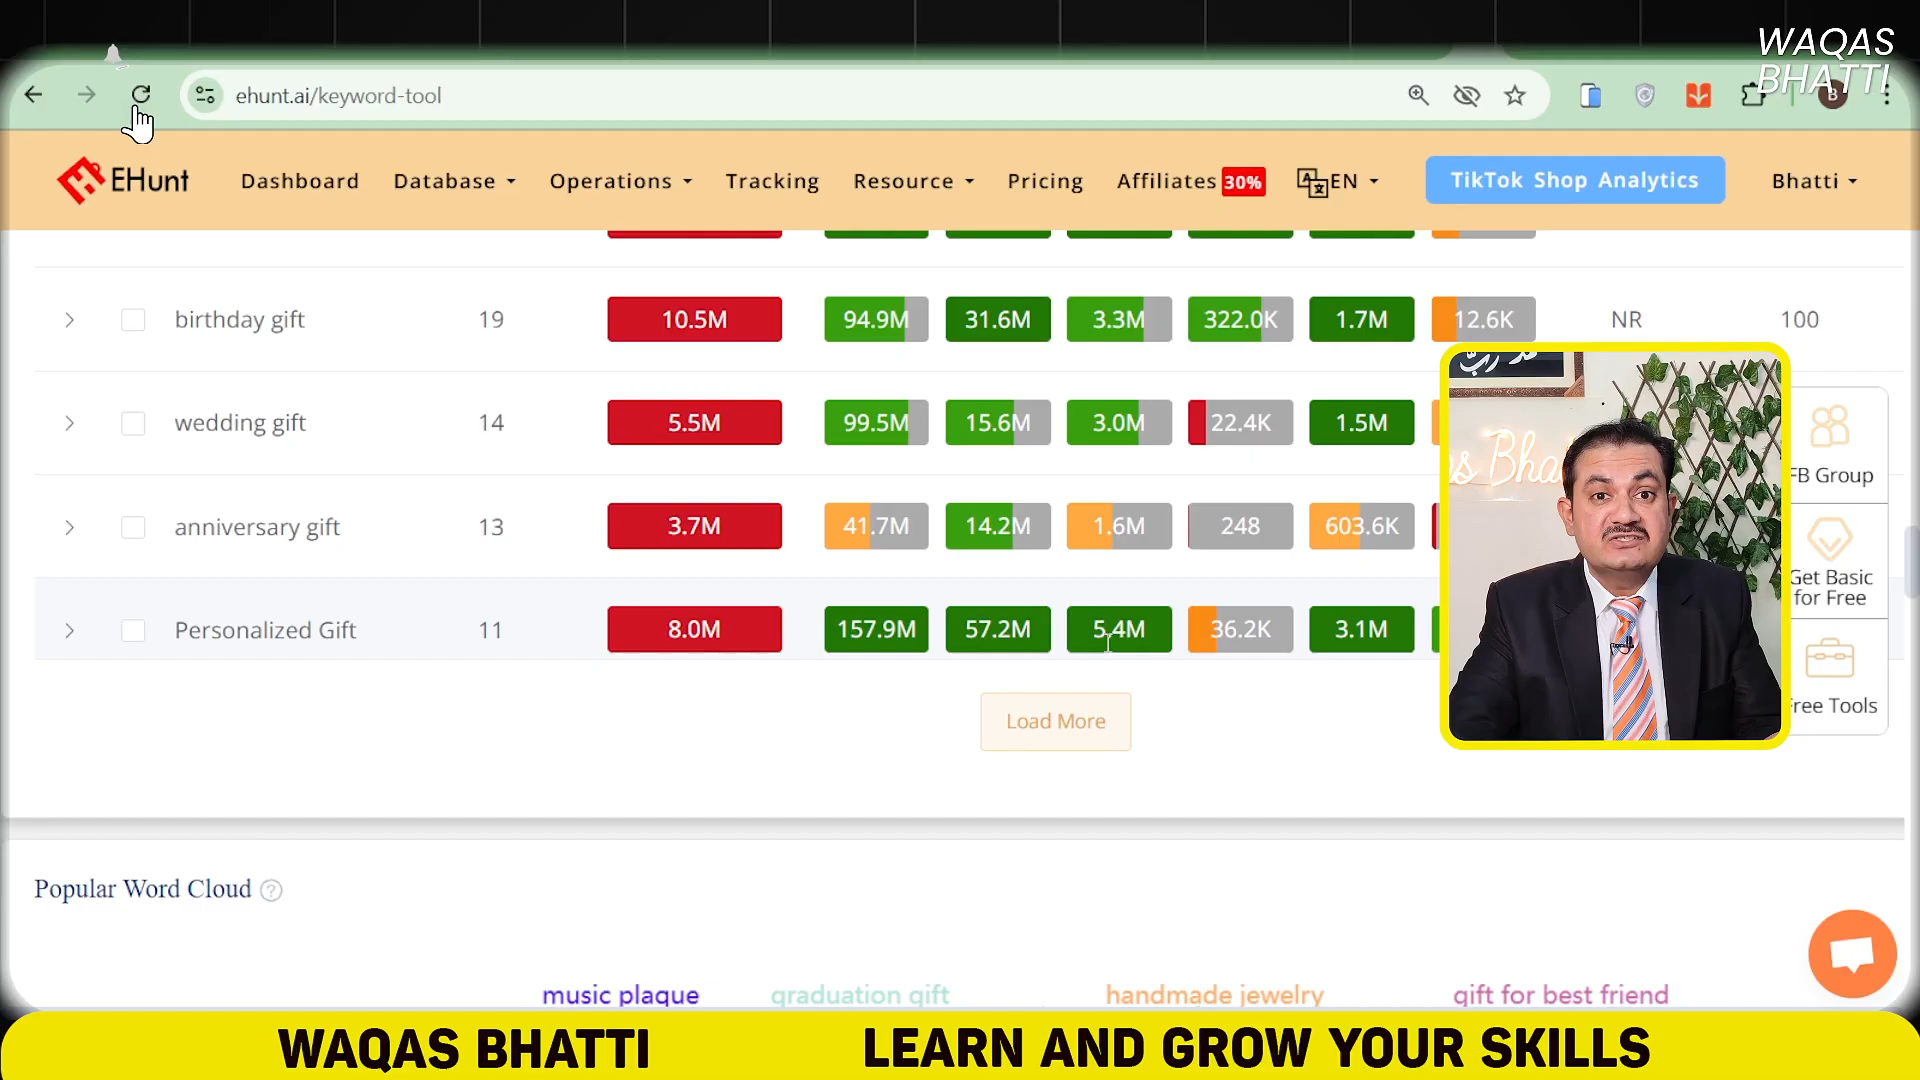 WAQAS
BHATTI
ehunt.ai/keyword-tool
B
EHunt
Dashboard
Database
Operations
Tracking
Resource
Pricing
Affiliates 30%
EN
TikTok Shop Analytics
Bhatti
birthday gift 19 10.5M 94.9M 31.6M 3.3M 322.0K 1.7M 12.6K NR 100
wedding gift 14 5.5M 99.5M 15.6M 3.0M 22.4K 1.5M
anniversary gift 13 3.7M 41.7M 14.2M 1.6M 248 603.6K
Personalized Gift 11 8.0M 157.9M 57.2M 5.4M 36.2K 3.1M
s Bha
FB Group
Get Basic
for Free
Free Tools
Load More
Popular Word Cloud ?
music plaque
graduation gift
handmade jewelry
gift for best friend
WAQAS BHATTI
LEARN AND GROW YOUR SKILLS